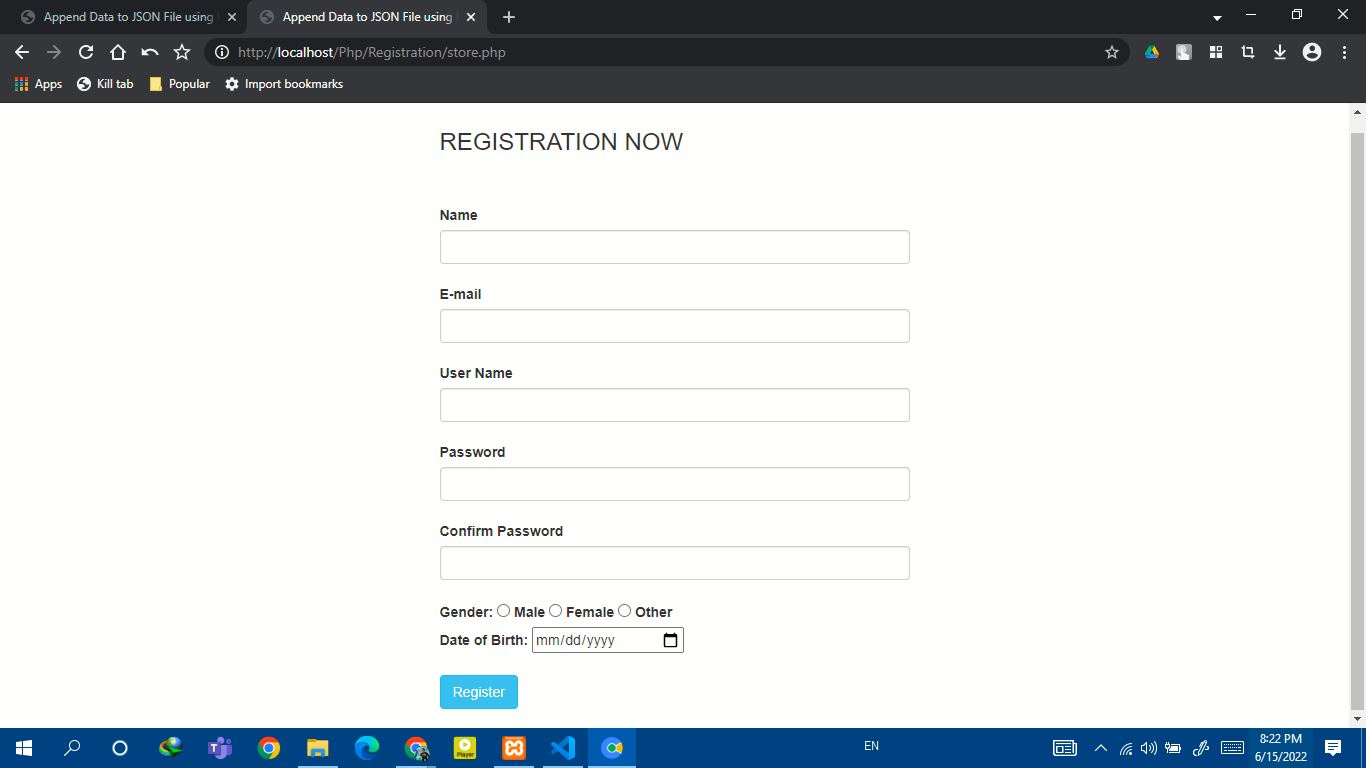 Append Data to JSON File using
Append Data to JSON File using
http://localhost/Php/Registration/store.php
Apps
Kill tab
Popular
Import bookmarks
REGISTRATION NOW
Name
E-mail
User Name
Password
Confirm Password
Gender: Male Female Other
Date of Birth: mm/dd/yyyy
Register
Player
EN
8:22 PM
6/15/2022